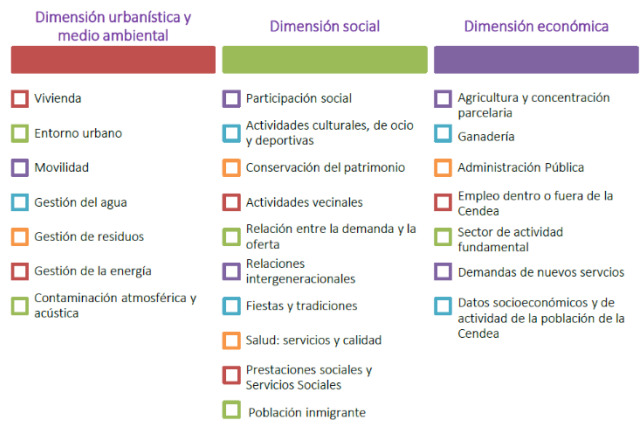 Dimensión urbanística y
medio ambiental
Vivienda
Entorno urbano
Movilidad
Gestión del agua
Gestión de residuos
Gestión de la energía
Contaminación atmosférica y
acústica
Dimensión social
Participación social
Actividades culturales, de ocio
y deportivas
Conservación del patrimonio
Actividades vecinales
Relación entre la demanda y la
oferta
Relaciones
intergeneracionales
Fiestas y tradiciones
Salud: servicios y calidad
Prestaciones sociales y
Servicios Sociales
Población inmigrante
Dimensión económica
Agricultura y concentración
parcelaria
Ganadería
Administración Pública
Empleo dentro o fuera de la
Cendea
Sector de actividad
fundamental
Demandas de nuevos servcios
Datos socioeconómicos y de
actividad de la población de la
Cendea